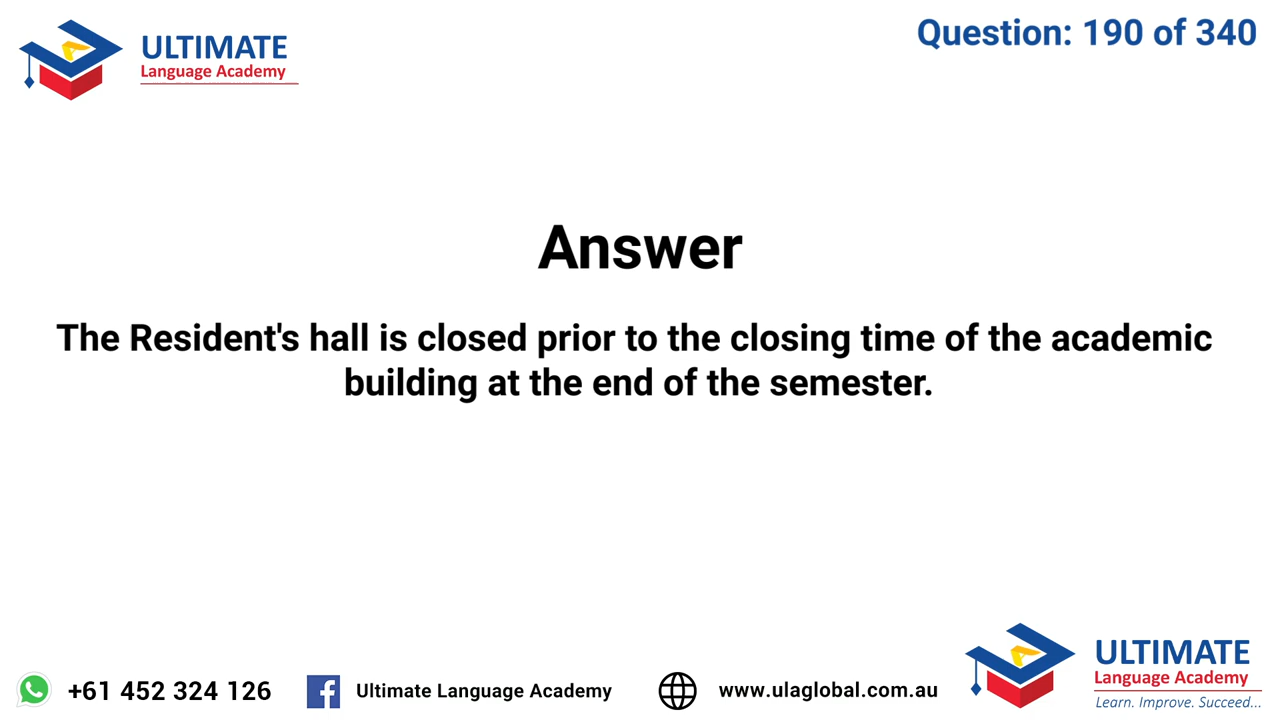 ULTIMATE
Language Academy
Question: 190 of 340
Answer
The Resident's hall is closed prior to the closing time of the academic
building at the end of the semester.
+61 452 324 126
Ultimate Language Academy
www.ulaglobal.com.au
ULTIMATE
Language Academy
Learn. Improve. Succeed...